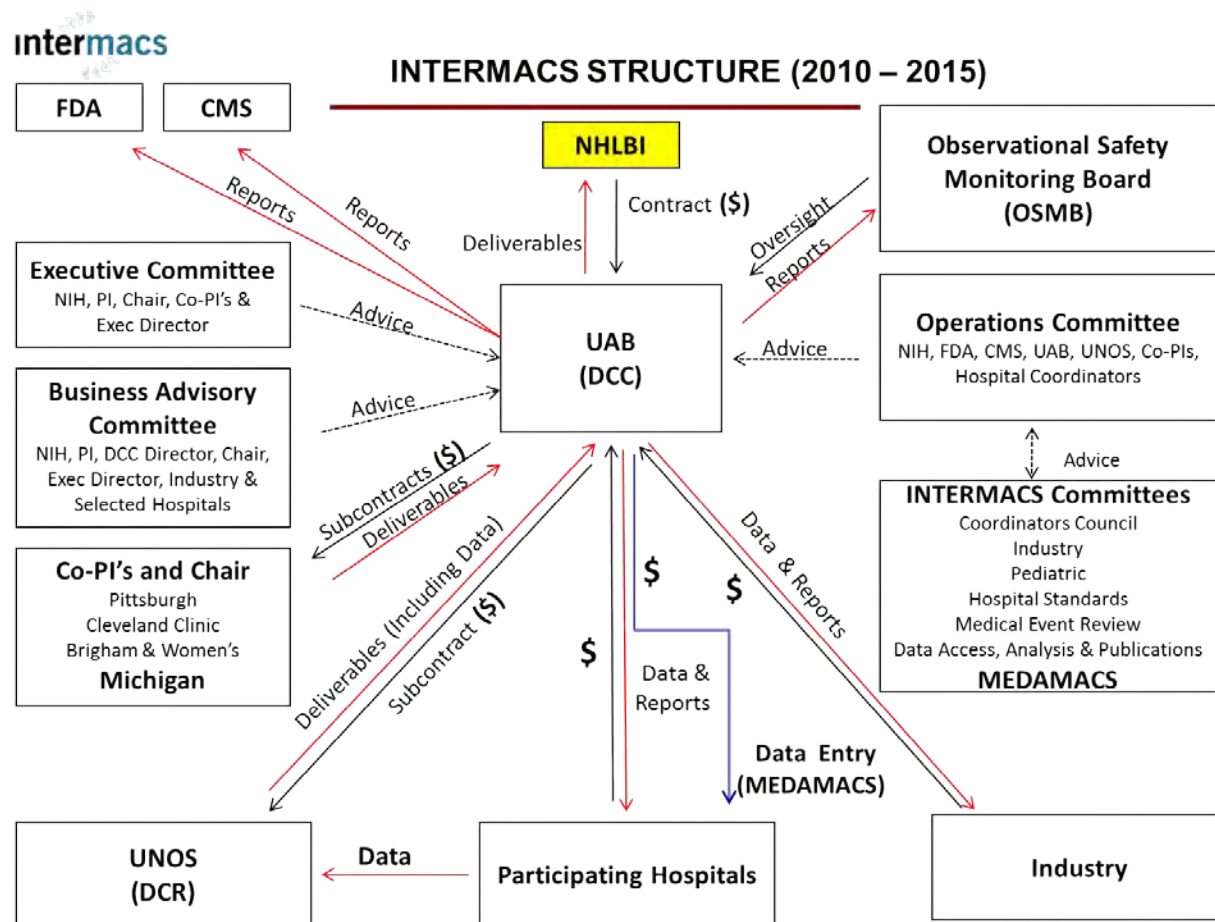 intermacs
INTERMACS STRUCTURE (2010 – 2015)
FDA
CMS
NHLBI
Observational Safety
Monitoring Board
(OSMB)
Reports
Reports
Deliverables
Contract ($)
Oversight
Reports
Executive Committee
NIH, PI, Chair, Co-PI's &
Exec Director
Advice
UAB
(DCC)
Advice
Operations Committee
NIH, FDA, CMS, UAB, UNOS, Co-PIs,
Hospital Coordinators
Business Advisory
Committee
NIH, PI, DCC Director, Chair,
Exec Director, Industry &
Selected Hospitals
Advice
Subcontracts ($)
Deliverables
Advice
INTERMACS Committees
Coordinators Council
Industry
Pediatric
Hospital Standards
Medical Event Review
Data Access, Analysis & Publications
MEDAMACS
Co-PI's and Chair
Pittsburgh
Cleveland Clinic
Brigham & Women's
Michigan
Deliverables (Including Data)
Subcontract ($)
$
$
$
Data & Reports
Data &
Reports
Data Entry
(MEDAMACS)
UNOS
(DCR)
Data
Participating Hospitals
Industry